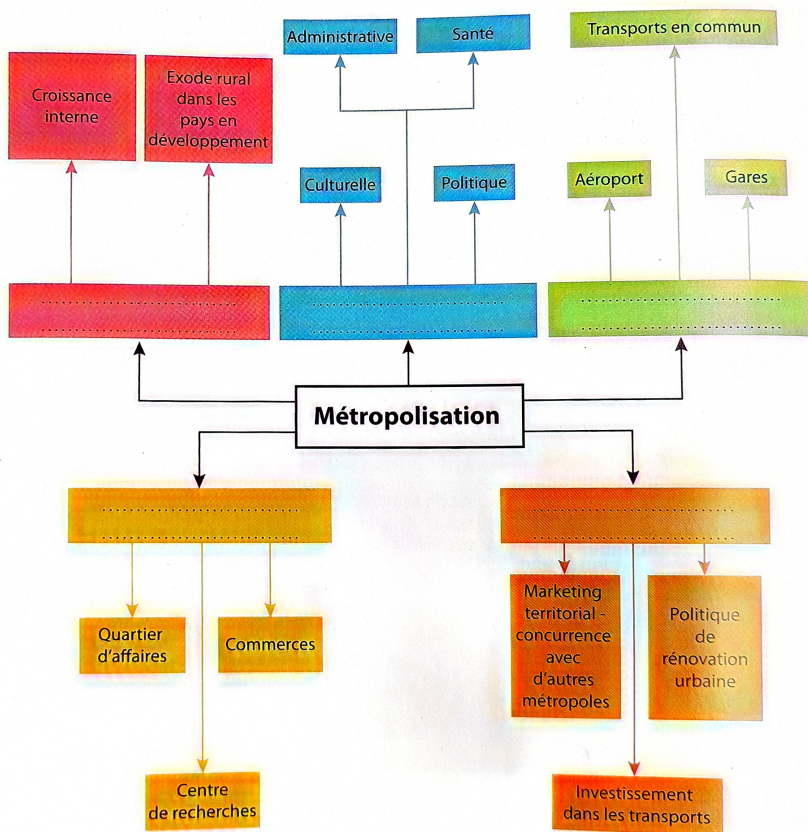 Administrative
Santé
Transports en commun
Croissance
interne
Exode rural
dans les
pays en
développement
Culturelle
Politique
Aéroport
Gares
Métropolisation
Quartier
d'affaires
Commerces
Centre
de recherches
Marketing
territorial -
concurrence
avec
d'autres
métropoles
Politique
de
rénovation
urbaine
Investissement
dans les transports